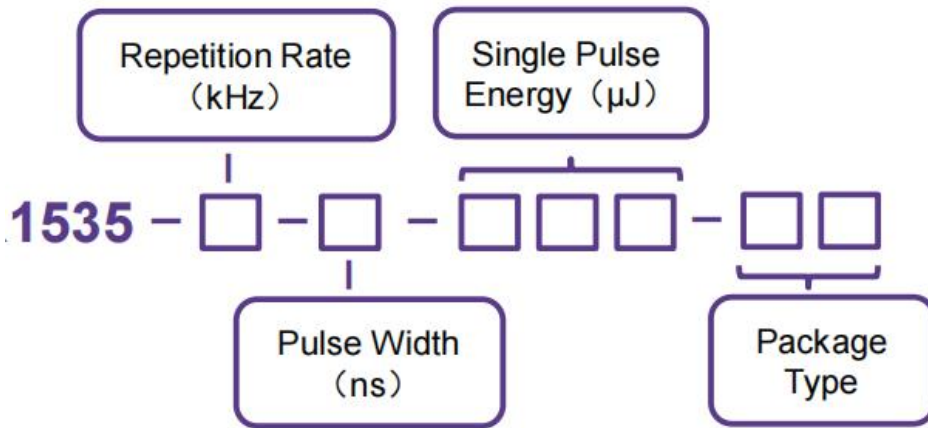 Repetition Rate
（kHz）
Single Pulse
Energy（µJ）
1535 – □ – □ – □□□ – □□
Pulse Width
（ns）
Package
Type